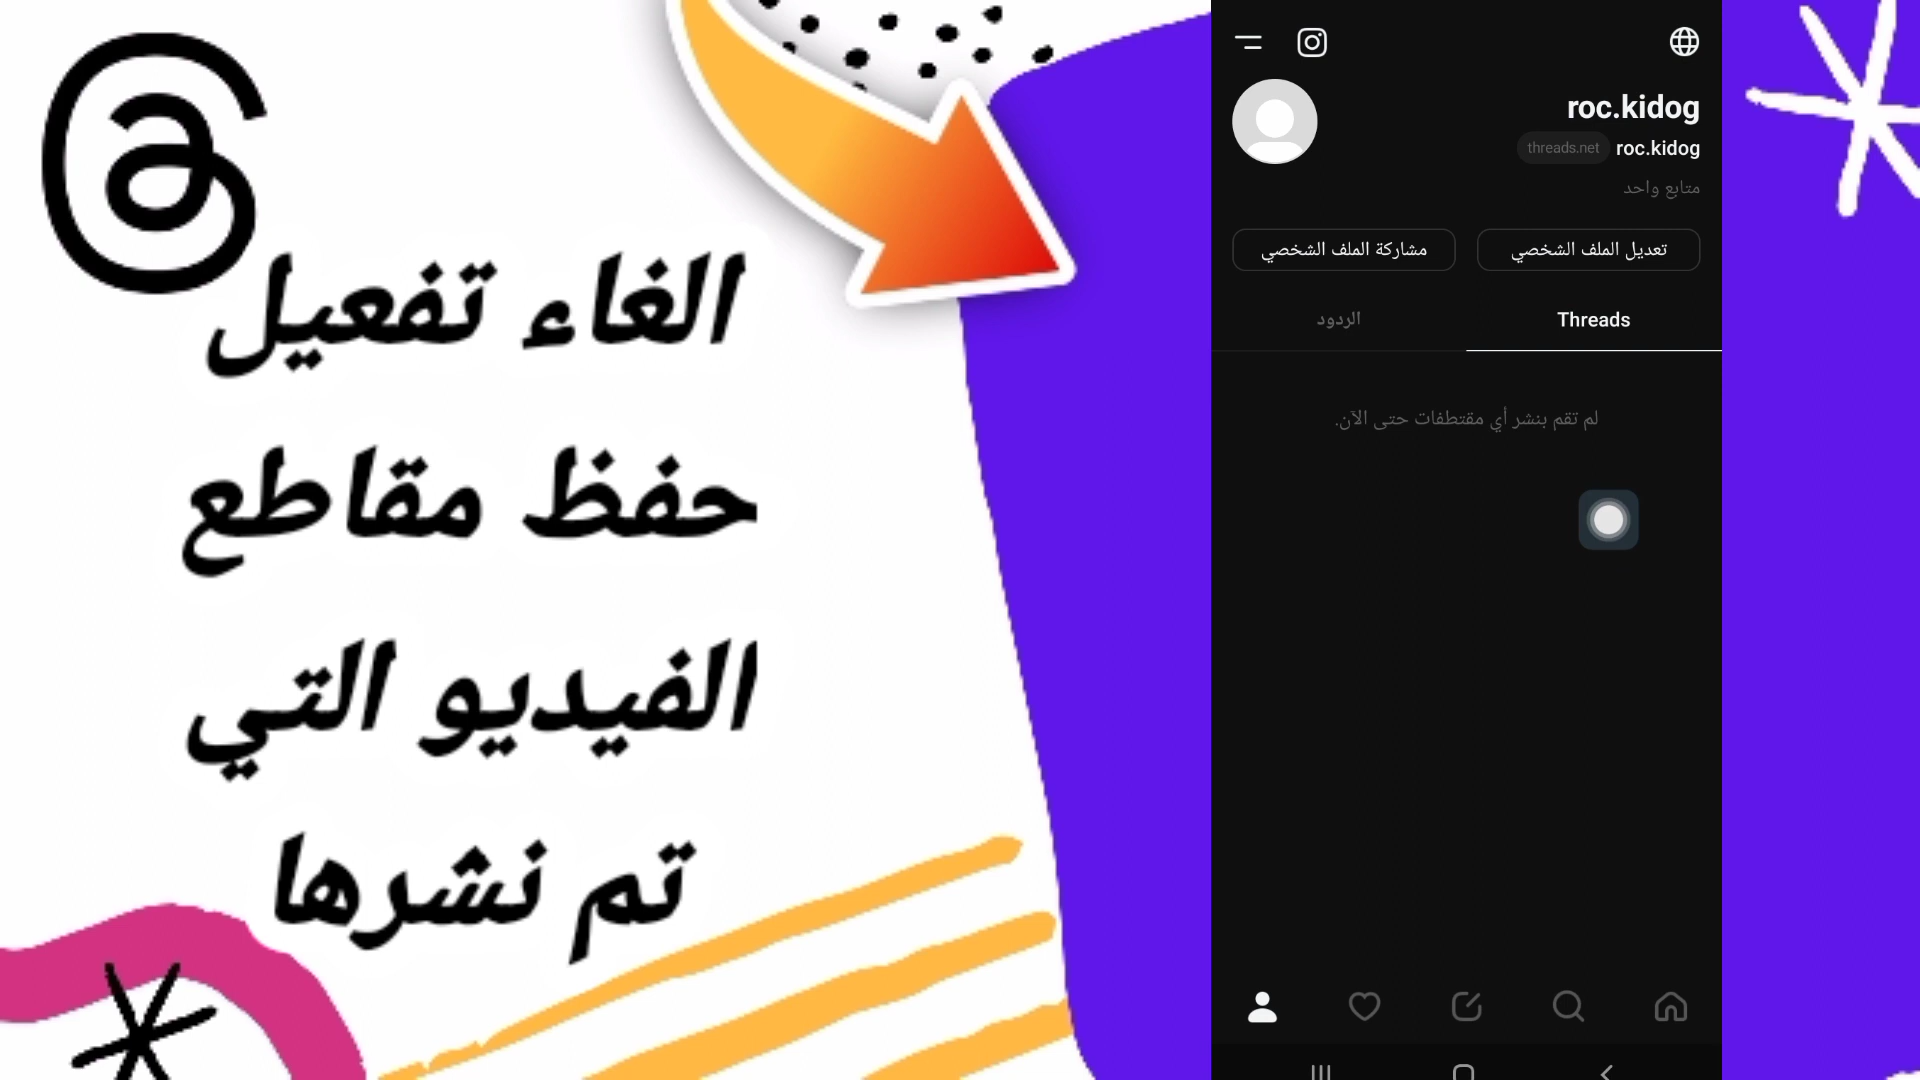 الغاء تفعيل
حفظ مقاطع
الفيديو التي
تم نشرها
roc.kidog
roc.kidog threads.net
متابع واحد
تعديل الملف الشخصي
مشاركة الملف الشخصي
Threads
الردود
لم تقم بنشر أي مقتطفات حتى الآن.